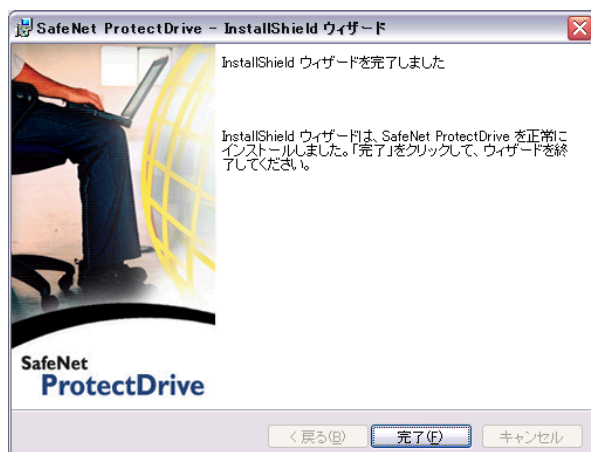 SafeNet ProtectDrive - InstallShield ウィザード
InstallShield ウィザードを完了しました
InstallShield ウィザードは、SafeNet ProtectDrive を正常に
インストールしました。「完了」をクリックして、ウィザードを終
了してください。
SafeNet
ProtectDrive
< 戻る(B)
完了(F)
キャンセル